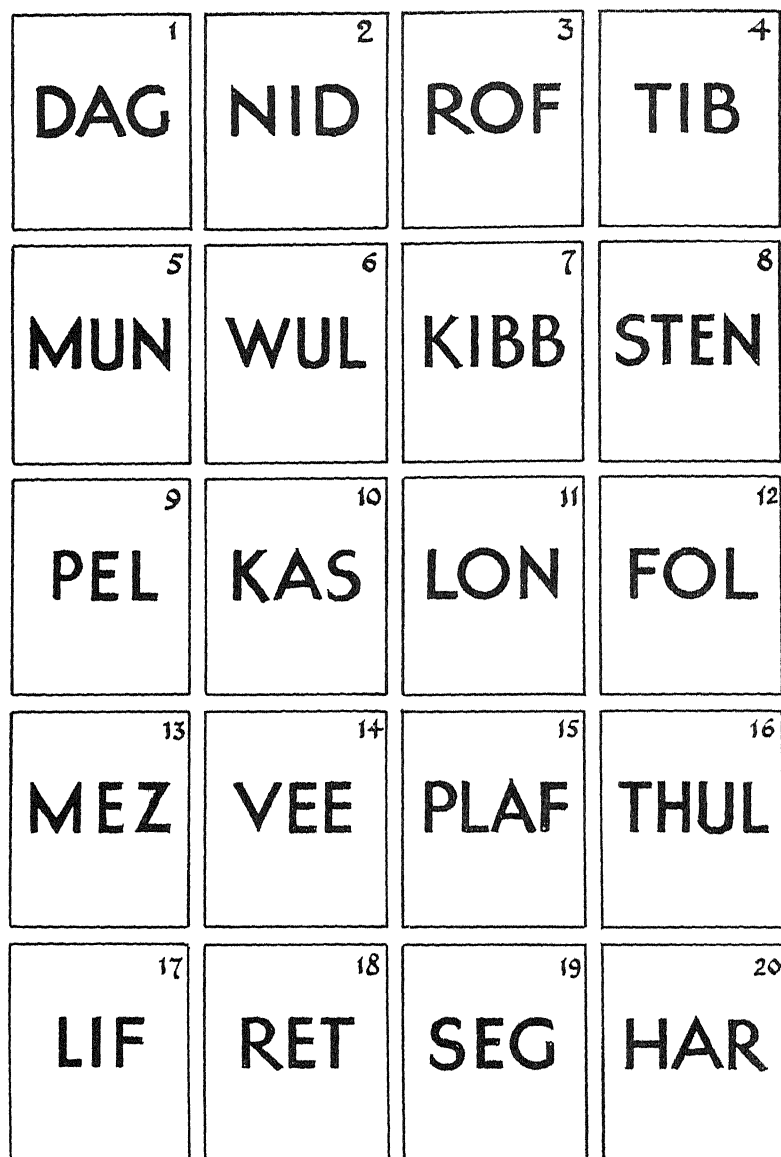 1 2 3 4
DAG NID ROF TIB
5 6 7 8
MUN WUL KIBB STEN
9 10 11 12
PEL KAS LON FOL
13 14 15 16
MEZ VEE PLAF THUL
17 18 19 20
LIF RET SEG HAR